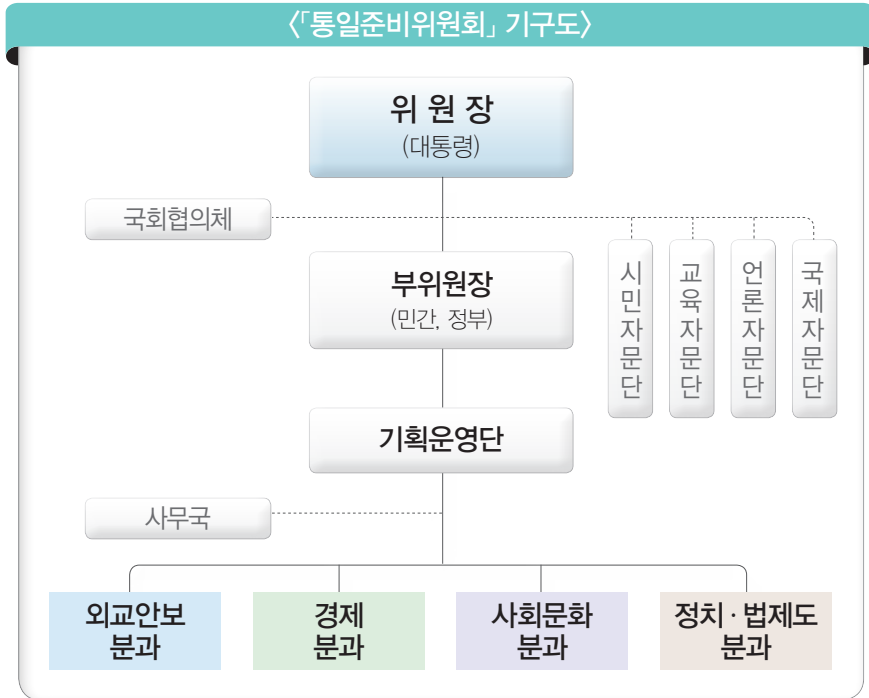 〈「통일준비위원회」 기구도〉
위 원 장
(대통령)
국회협의체
부위원장
(민간, 정부)
시민자문단
교육자문단
언론자문단
국제자문단
기획운영단
사무국
외교안보
분과
경제
분과
사회문화
분과
정치 · 법제도
분과